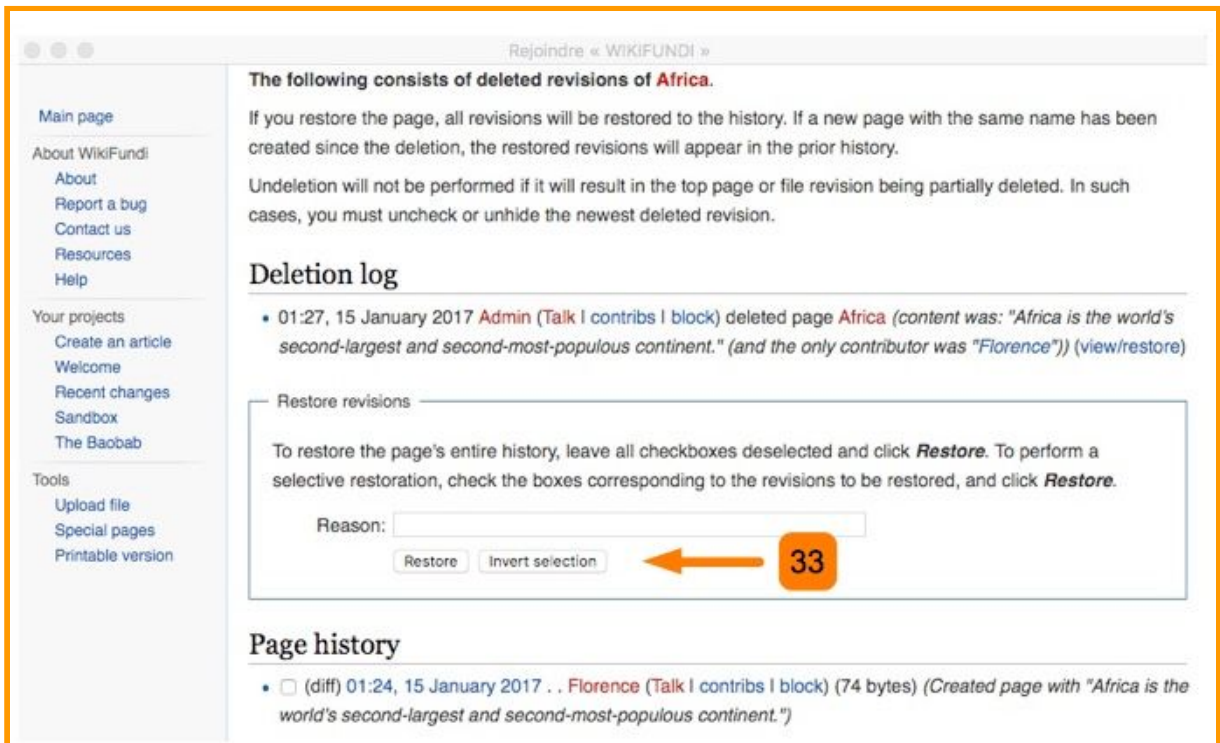 Rejoindre « WIKIFUNDI »
Main page
About WikiFundi
About
Report a bug
Contact us
Resources
Help
Your projects
Create an article
Welcome
Recent changes
Sandbox
The Baobab
Tools
Upload file
Special pages
Printable version
The following consists of deleted revisions of Africa.
If you restore the page, all revisions will be restored to the history. If a new page with the same name has been
created since the deletion, the restored revisions will appear in the prior history.
Undeletion will not be performed if it will result in the top page or file revision being partially deleted. In such
cases, you must uncheck or unhide the newest deleted revision.
Deletion log
• 01:27, 15 January 2017 Admin (Talk | contribs | block) deleted page Africa (content was: "Africa is the world's
second-largest and second-most-populous continent." (and the only contributor was "Florence")) (view/restore)
Restore revisions
To restore the page's entire history, leave all checkboxes deselected and click Restore. To perform a
selective restoration, check the boxes corresponding to the revisions to be restored, and click Restore.
Reason:
Restore Invert selection 33
Page history
• (diff) 01:24, 15 January 2017 . . Florence (Talk | contribs | block) (74 bytes) (Created page with "Africa is the
world's second-largest and second-most-populous continent.")